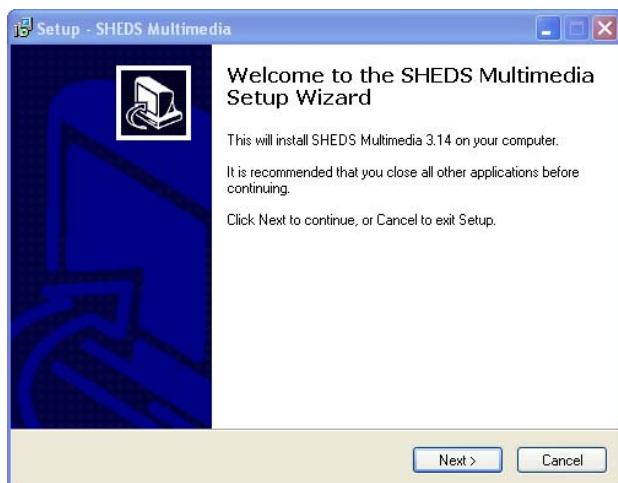 Setup - SHEDS Multimedia
Welcome to the SHEDS Multimedia
Setup Wizard
This will install SHEDS Multimedia 3.14 on your computer.
It is recommended that you close all other applications before
continuing.
Click Next to continue, or Cancel to exit Setup.
Next >
Cancel